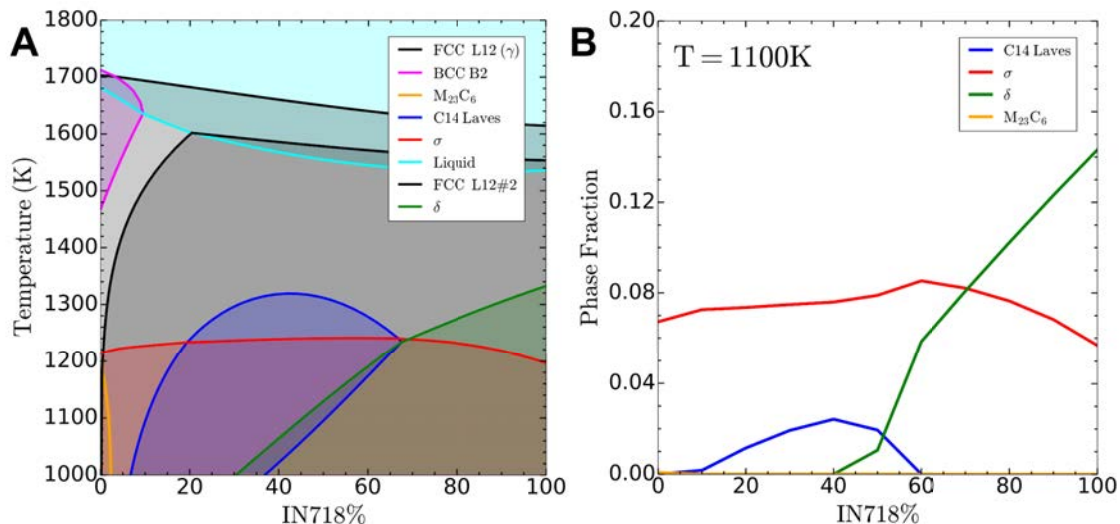 A
1800
1700
1600
1500
1400
1300
1200
1100
1000
Temperature (K)
0
20
40
60
80
100
IN718%
FCC L12 (γ)
BCC B2
M₂₃C₆
C14 Laves
σ
Liquid
FCC L12#2
δ
B
T = 1100K
0.20
0.16
0.12
0.08
0.04
0.00
Phase Fraction
0
20
40
60
80
100
IN718%
C14 Laves
σ
δ
M₂₃C₆